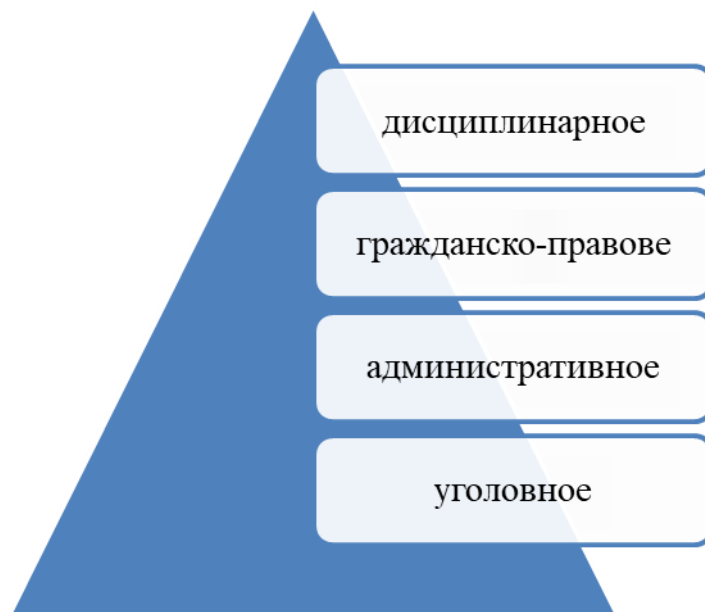 дисциплинарное
гражданско-правове
административное
уголовное